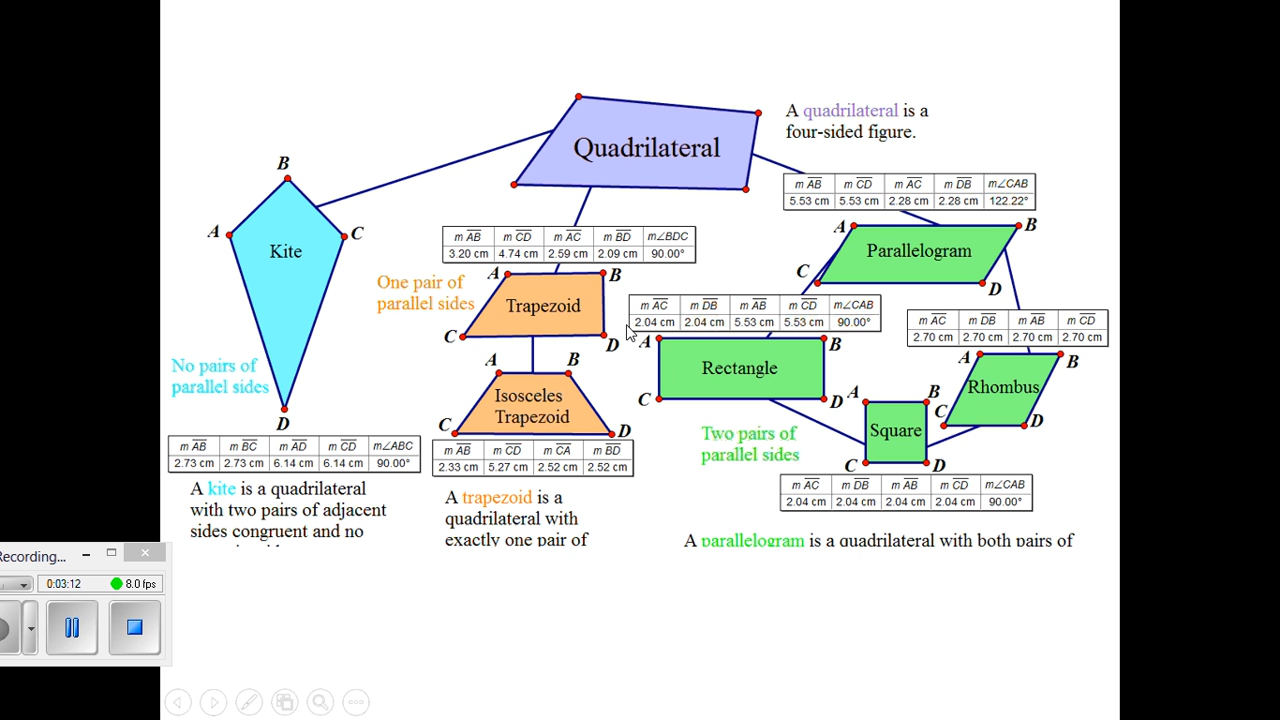 Quadrilateral
A quadrilateral is a
four-sided figure.
B
A
C
Kite
D
No pairs of
parallel sides
m AB m BC m AD m CD m∠ABC
2.73 cm 2.73 cm 6.14 cm 6.14 cm 90.00°
A kite is a quadrilateral
with two pairs of adjacent
sides congruent and no
m AB m CD m AC m BD m∠BDC
3.20 cm 4.74 cm 2.59 cm 2.09 cm 90.00°
One pair of
parallel sides
A B
Trapezoid
C D
A B
Isosceles
Trapezoid
C D
m AB m CD m CA m BD
2.33 cm 5.27 cm 2.52 cm 2.52 cm
A trapezoid is a
quadrilateral with
exactly one pair of
m AB m CD m AC m DB m∠CAB
5.53 cm 5.53 cm 2.28 cm 2.28 cm 122.22°
A B
Parallelogram
C D
m AC m DB m AB m CD m∠CAB
2.04 cm 2.04 cm 5.53 cm 5.53 cm 90.00°
A B
Rectangle
C D
m AC m DB m AB m CD
2.70 cm 2.70 cm 2.70 cm 2.70 cm
A B
Rhombus
C D
A B
Square
C D
Two pairs of
parallel sides
m AC m DB m AB m CD m∠CAB
2.04 cm 2.04 cm 2.04 cm 2.04 cm 90.00°
A parallelogram is a quadrilateral with both pairs of
Recording...
0:03:12 8.0 fps